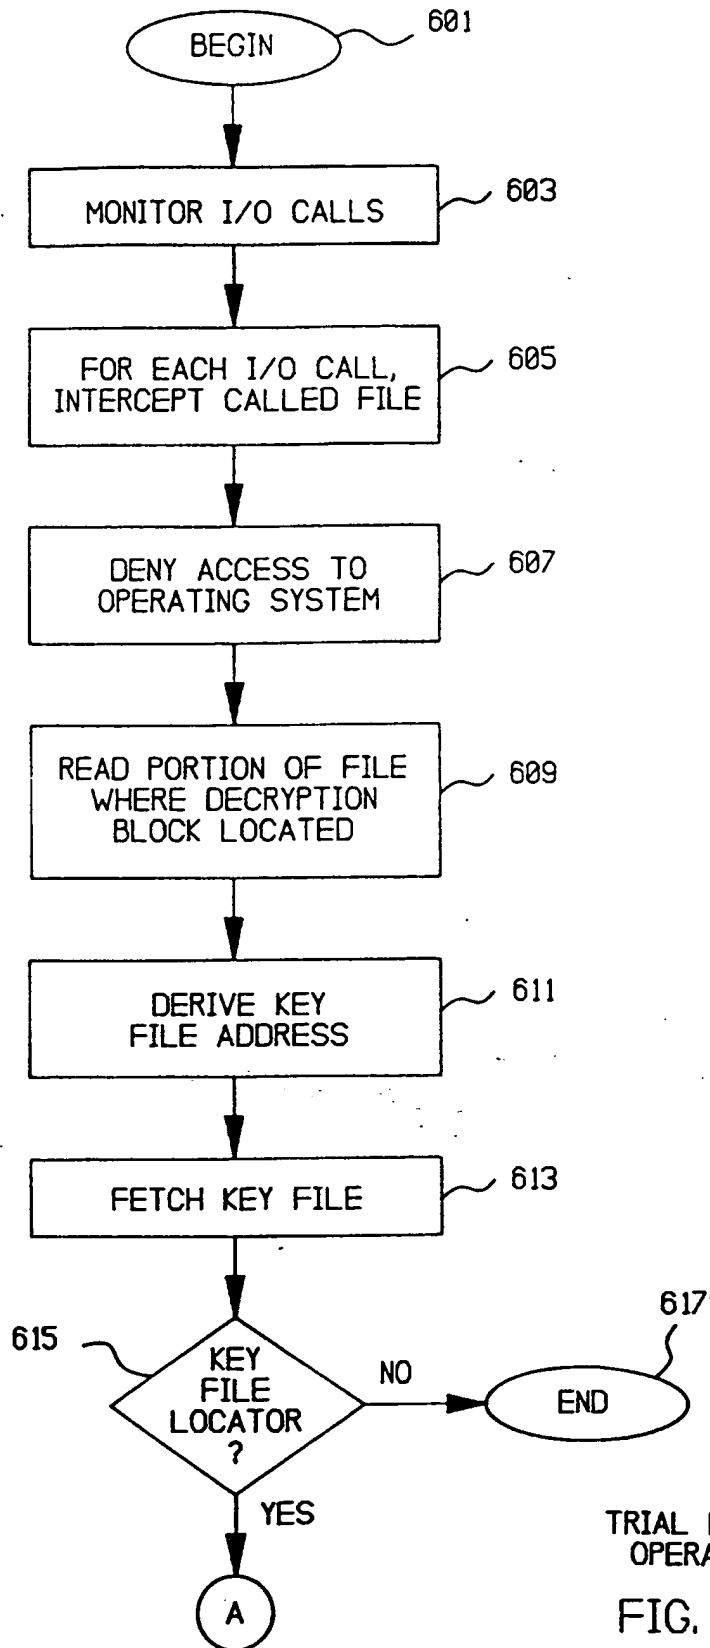 BEGIN
601
MONITOR I/O CALLS
603
FOR EACH I/O CALL,
INTERCEPT CALLED FILE
605
DENY ACCESS TO
OPERATING SYSTEM
607
READ PORTION OF FILE
WHERE DECRYPTION
BLOCK LOCATED
609
DERIVE KEY
FILE ADDRESS
611
FETCH KEY FILE
613
615
KEY
FILE
LOCATOR
?
NO
617
END
YES
A
TRIAL
FIG.